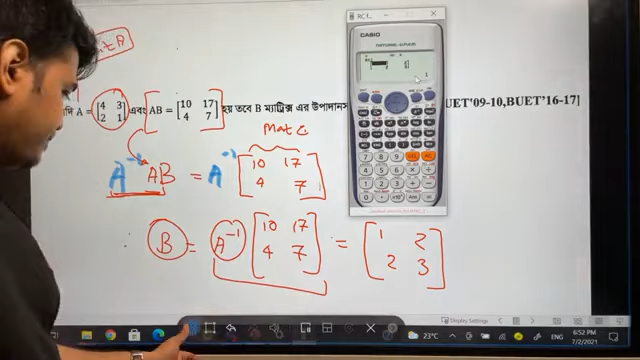 Mat A
যদি A = [4 3 2 1] এবং AB = [10 17 4 7] হয় তবে B ম্যাট্রিক্স এর উপাদানস UET'09-10,BUET'16-17]
Mat C
A⁻¹ AB = A⁻¹ [10 17 4 7]
B = A⁻¹ [10 17 4 7] = [1 2 2 3]
CASIO
23°C
ENG
6:52 PM
7/2/2021